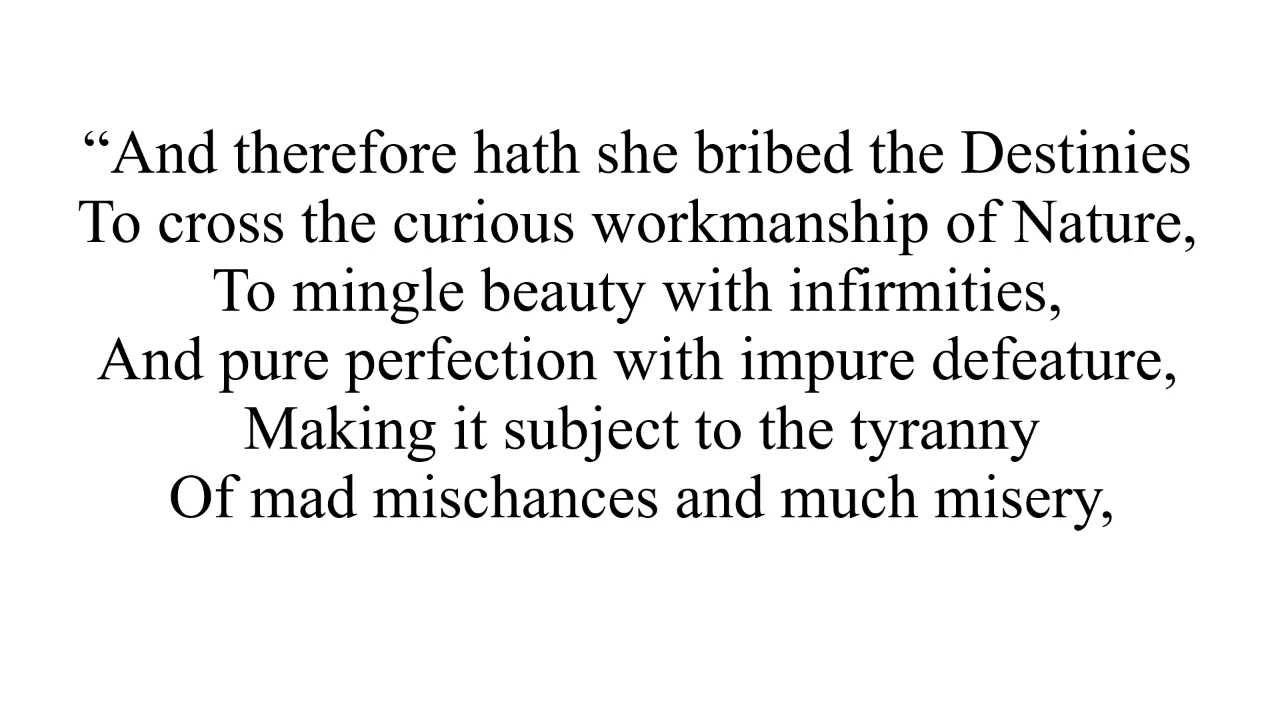 “And therefore hath she bribed the Destinies
To cross the curious workmanship of Nature,
To mingle beauty with infirmities,
And pure perfection with impure defeature,
Making it subject to the tyranny
Of mad mischances and much misery,